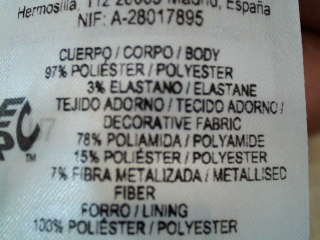 Hermosilla, 112 28009 Madrid, España
NIF: A-28017895
CUERPO / CORPO / BODY
97% POLIÉSTER / POLYESTER
3% ELASTANO / ELASTANE
TEJIDO ADORNO / TECIDO ADORNO /
DECORATIVE FABRIC
78% POLIAMIDA / POLYAMIDE
15% POLIÉSTER / POLYESTER
7% FIBRA METALIZADA / METALLISED
FIBER
FORRO / LINING
100% POLIÉSTER / POLYESTER